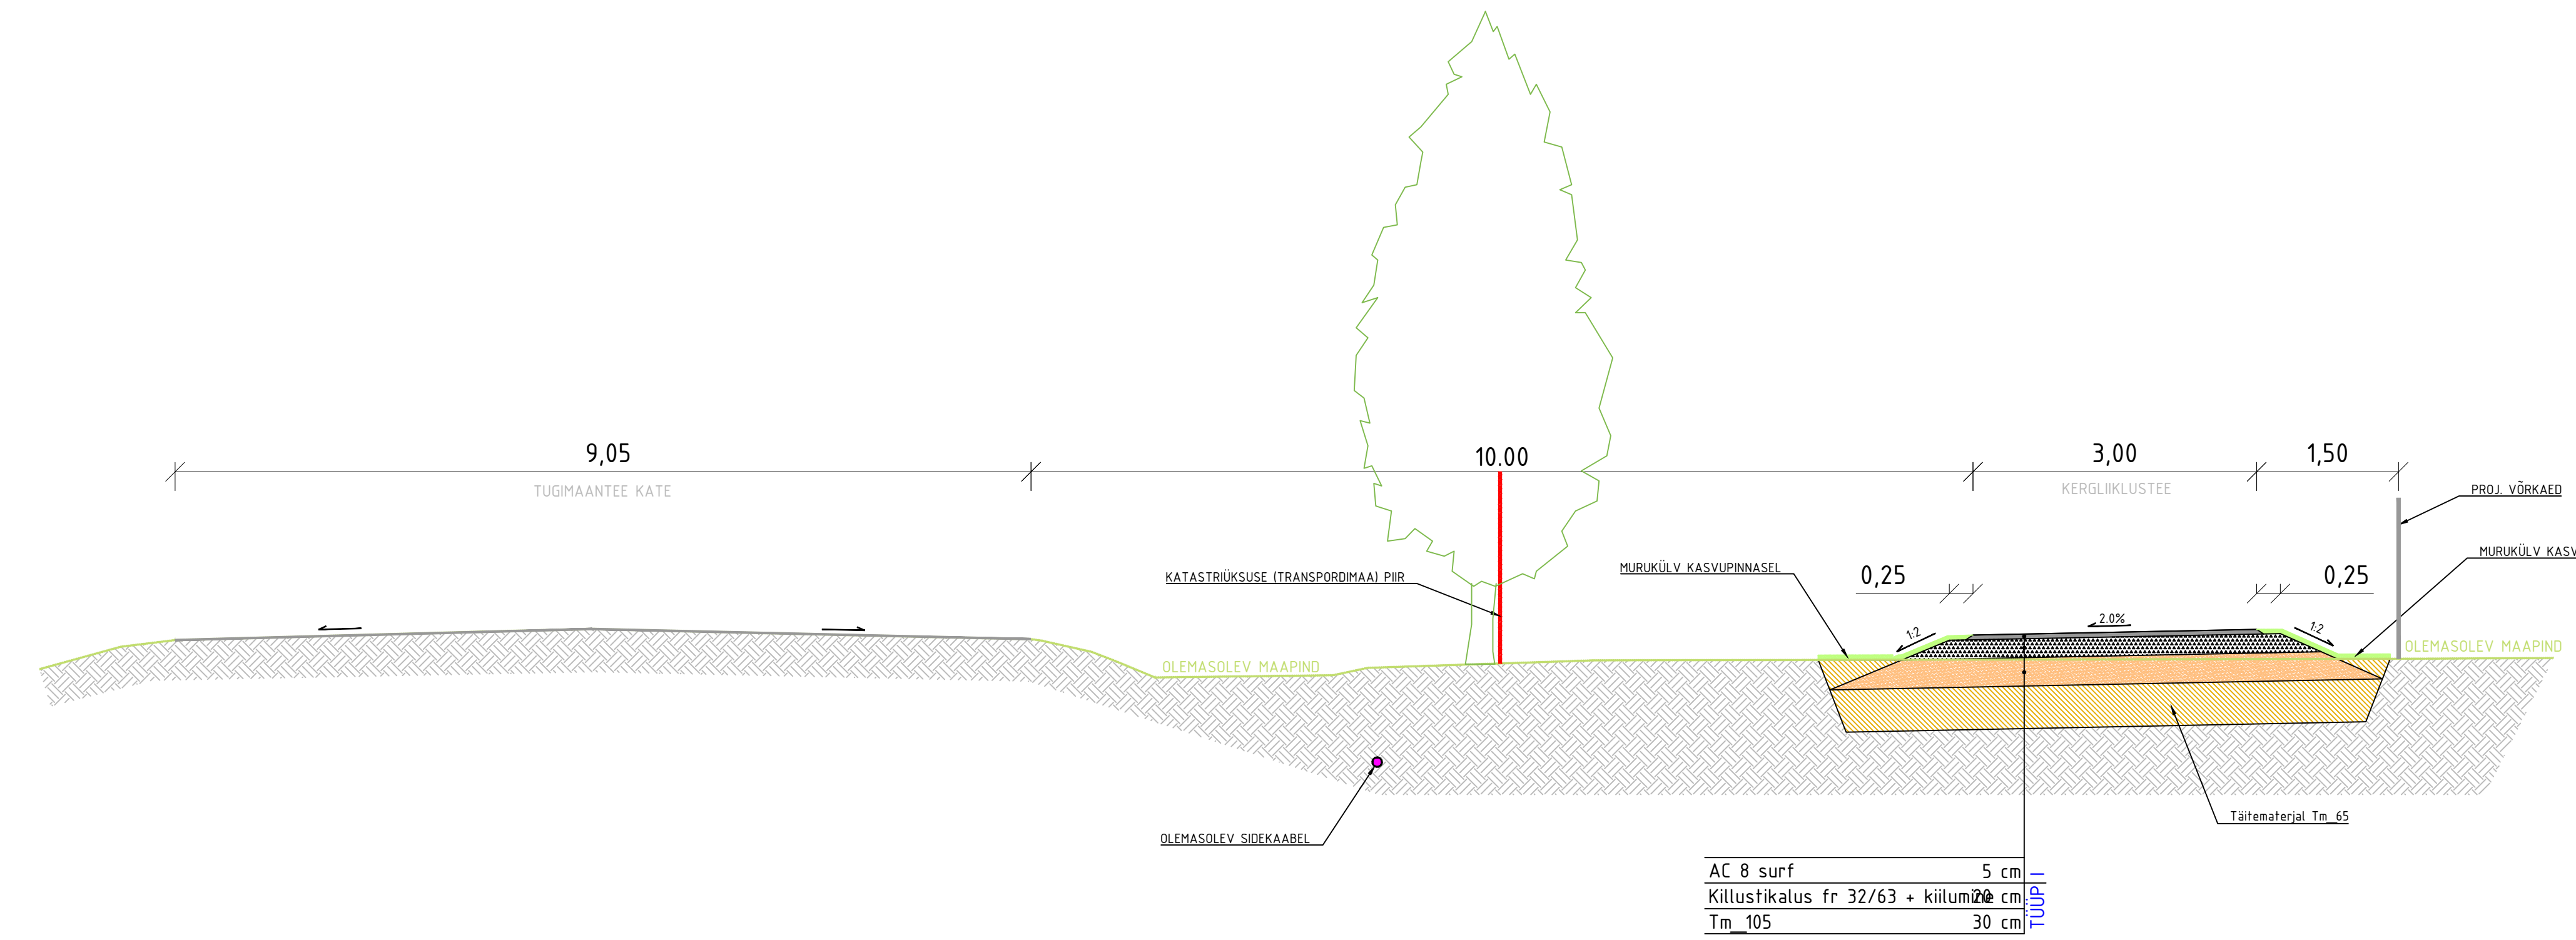 9,05
10.00
3,00
1,50
TUGIMAANTEE KATE
KERGLIIKLUSTEE
PROJ. VÕRKAED
MURUKÜLV KASV
KATASTRIÜKSUSE (TRANSPORDIMAA) PIIR
MURUKÜLV KASVUPINNASEL
0,25
0,25
1:2
2.0%
1:2
OLEMASOLEV MAAPIND
OLEMASOLEV MAAPIND
OLEMASOLEV SIDEKAABEL
Täitematerjal Tm_65
AC 8 surf 5 cm
Killustikalus fr 32/63 + kiilumine 20 cm
Tm_105 30 cm
TÜÜP I